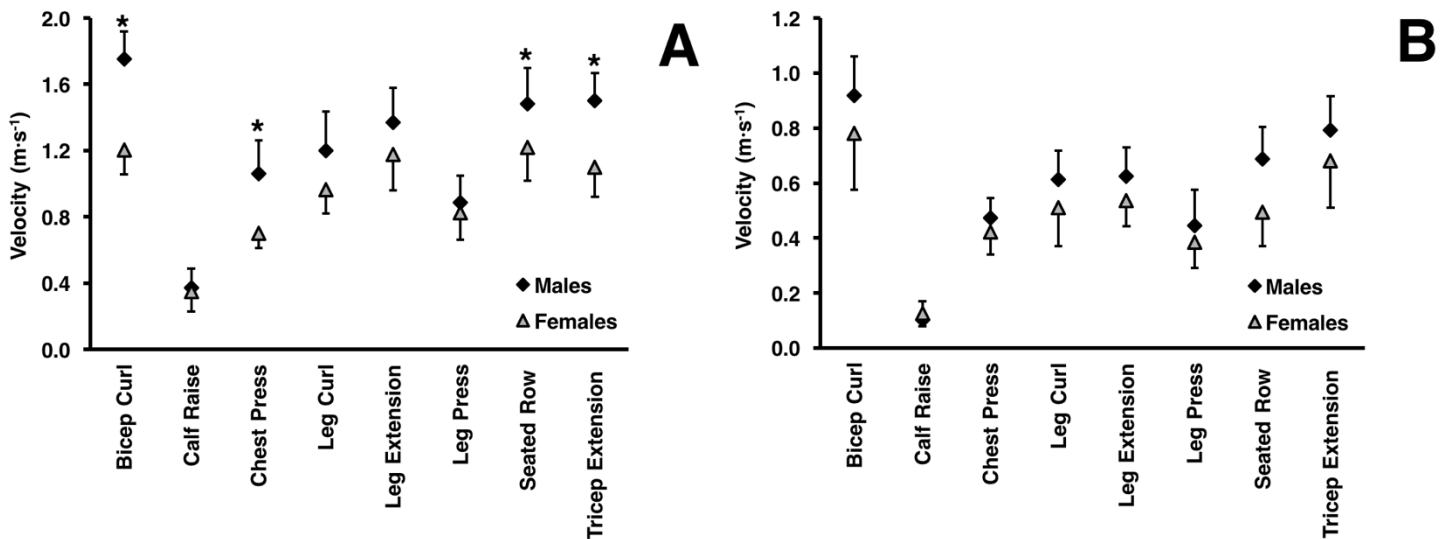 A
2.0
1.6
1.2
0.8
0.4
0.0
Velocity (m·s⁻¹)
*
*
*
*
Males
Females
Bicep Curl
Calf Raise
Chest Press
Leg Curl
Leg Extension
Leg Press
Seated Row
Tricep Extension
B
1.2
1.0
0.8
0.6
0.4
0.2
0.0
Velocity (m·s⁻¹)
Males
Females
Bicep Curl
Calf Raise
Chest Press
Leg Curl
Leg Extension
Leg Press
Seated Row
Tricep Extension